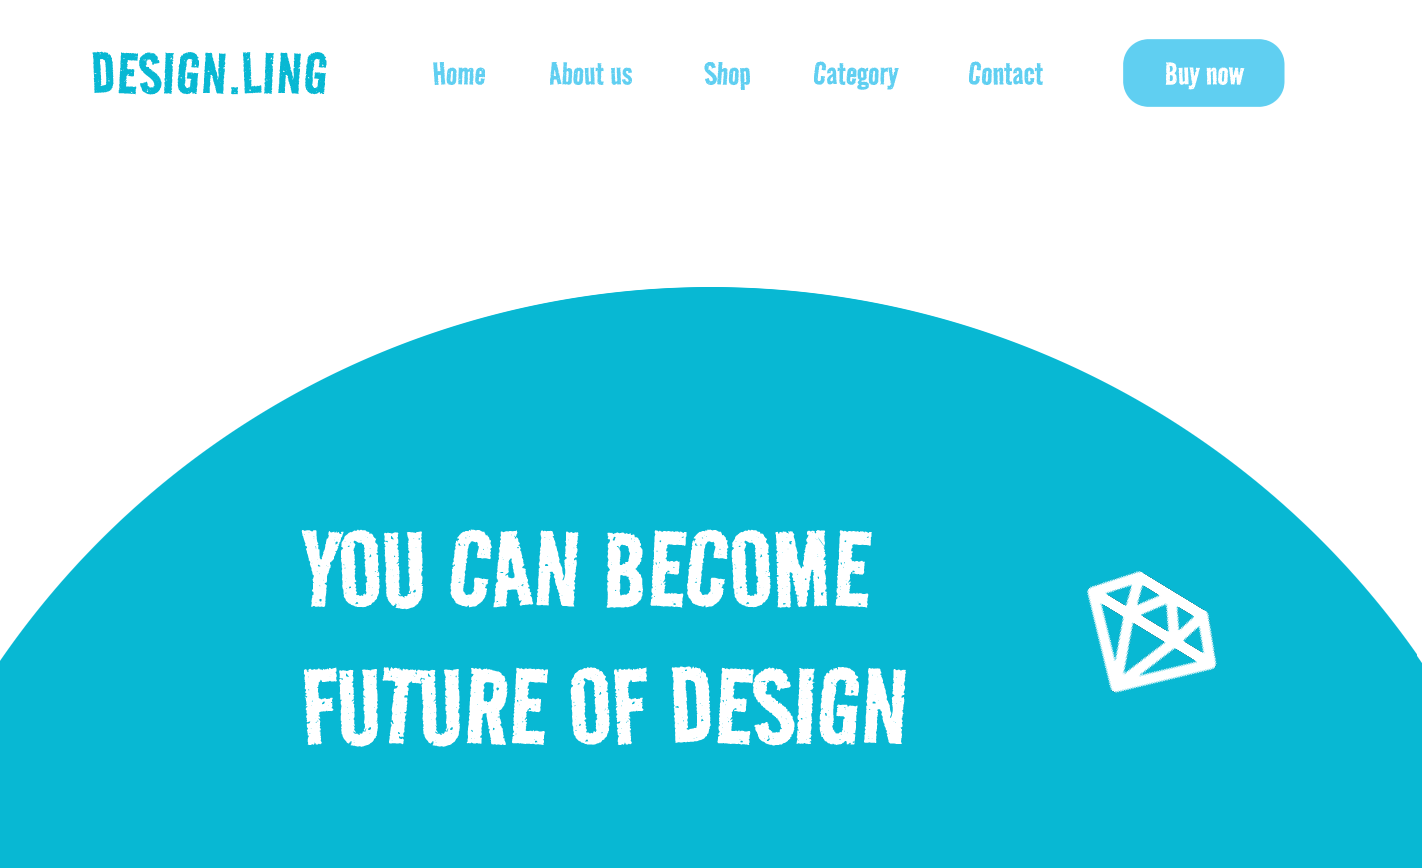 DESIGN.LING
Home
About us
Shop
Category
Contact
Buy now
YOU CAN BECOME
FUTURE OF DESIGN